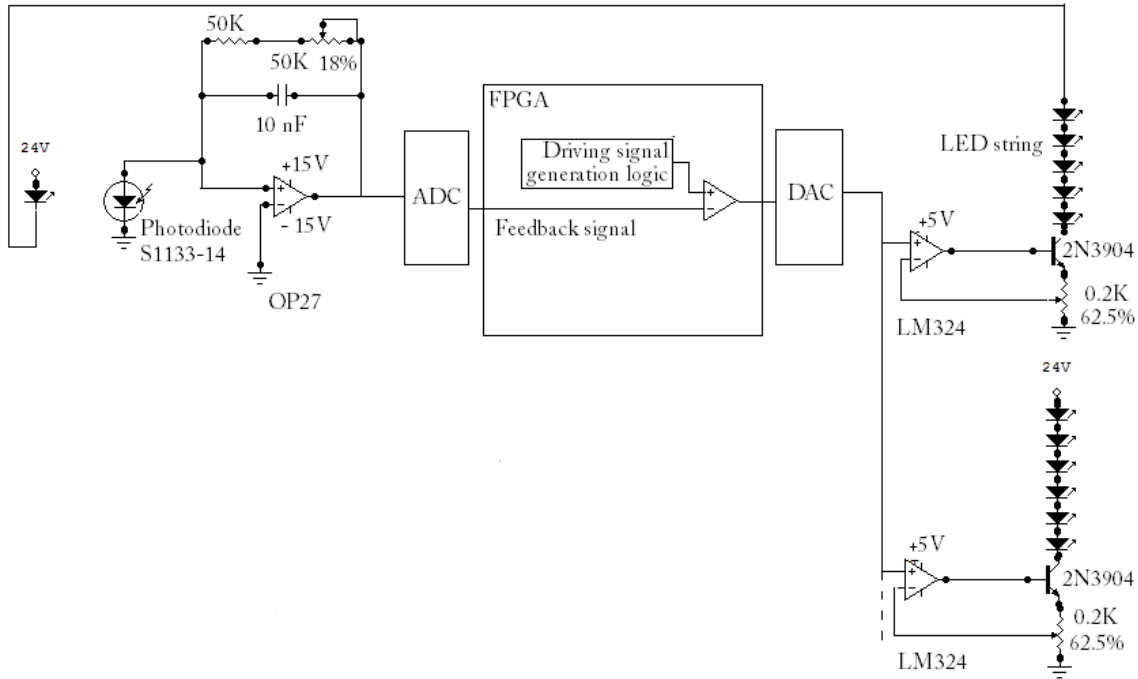 50K
50K
18%
10 nF
24V
+15V
- 15V
Photodiode
S1133-14
OP27
ADC
FPGA
Driving signal
generation logic
Feedback signal
DAC
LED string
+5V
2N3904
0.2K
62.5%
LM324
24V
+5V
2N3904
0.2K
62.5%
LM324